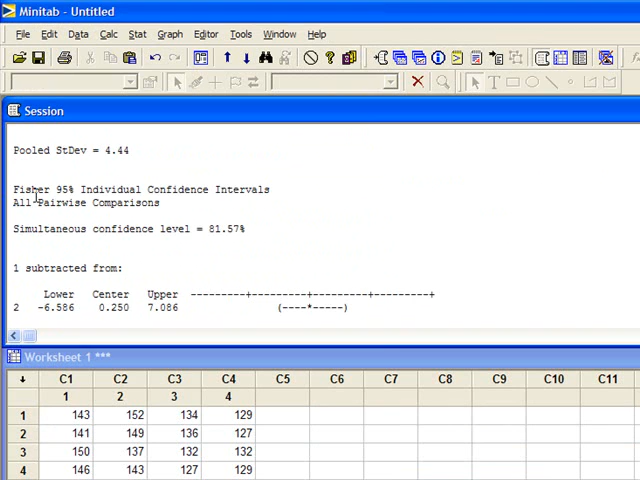 Minitab - Untitled
File Edit Data Calc Stat Graph Editor Tools Window Help
Session
Pooled StDev = 4.44
Fisher 95% Individual Confidence Intervals
All Pairwise Comparisons
Simultaneous confidence level = 81.57%
1 subtracted from:
Lower Center Upper ---------+---------+---------+---------+
2 -6.586 0.250 7.086 (----*-----)
Worksheet 1 ***
C1 C2 C3 C4 C5 C6 C7 C8 C9 C10 C11
1 2 3 4
1 143 152 134 129
2 141 149 136 127
3 150 137 132 132
4 146 143 127 129